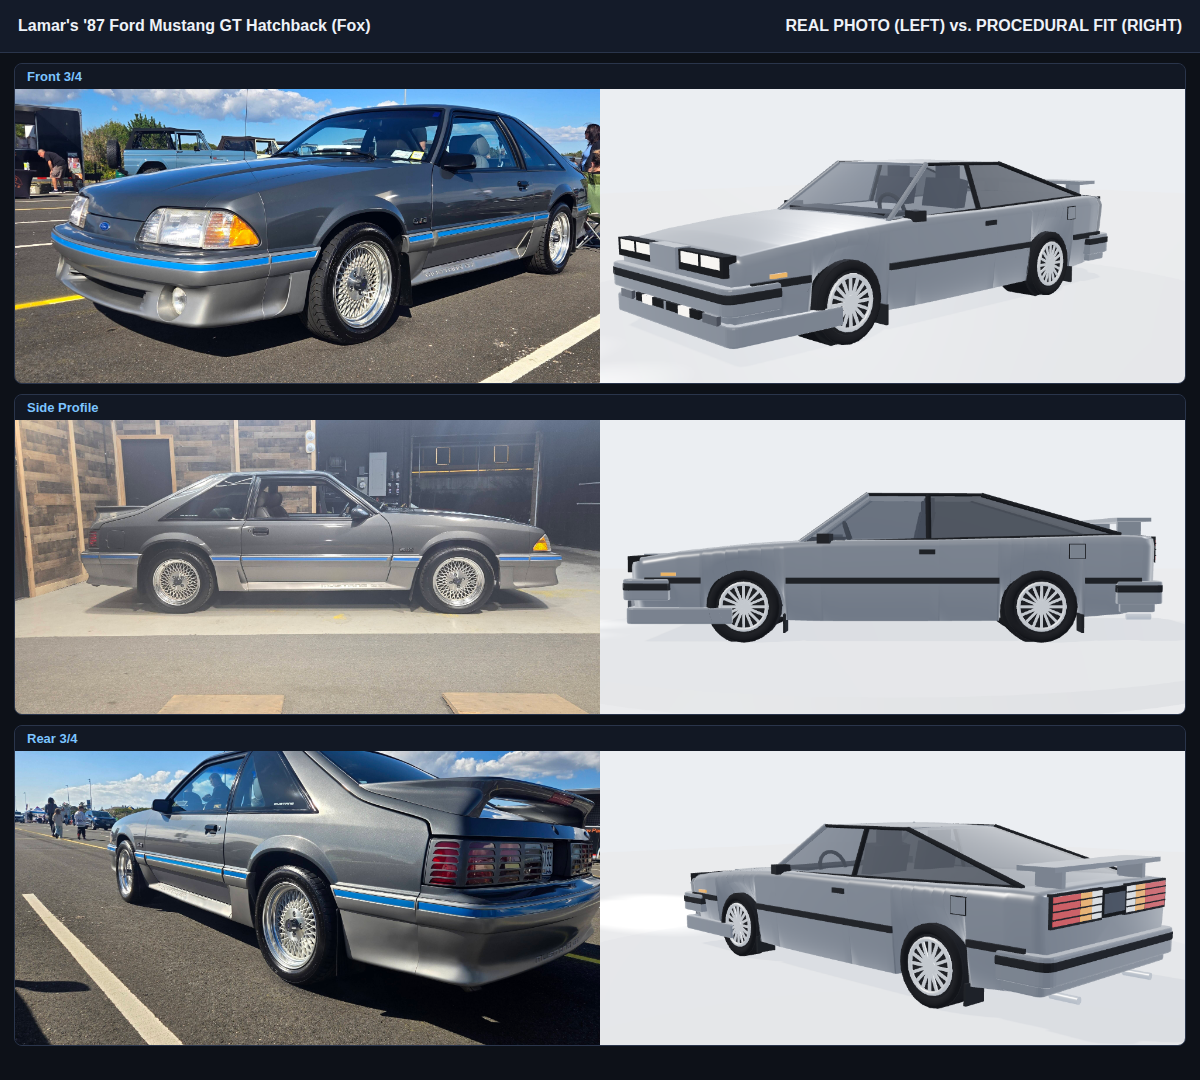 Lamar's '87 Ford Mustang GT Hatchback (Fox)
REAL PHOTO (LEFT) vs. PROCEDURAL FIT (RIGHT)
Front 3/4
Side Profile
Rear 3/4